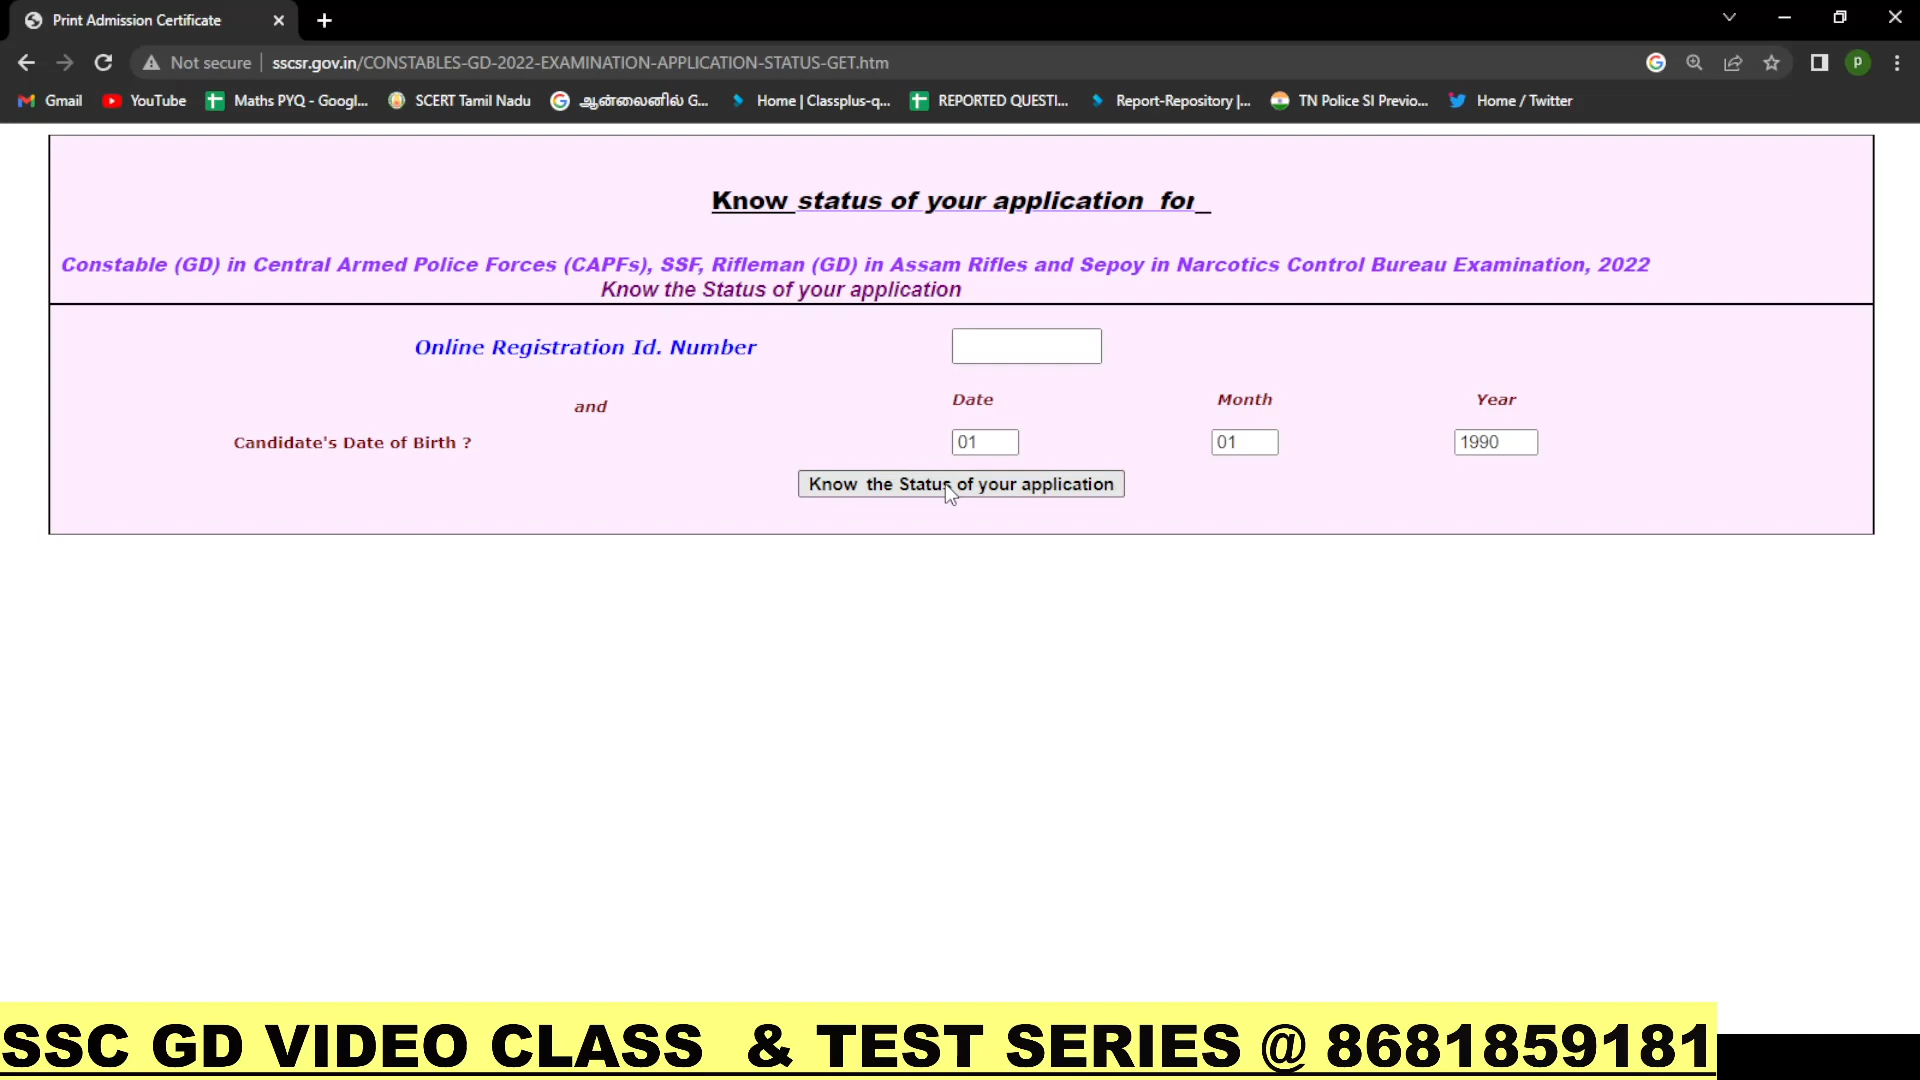 Print Admission Certificate
Not secure sscsr.gov.in/CONSTABLES-GD-2022-EXAMINATION-APPLICATION-STATUS-GET.htm
P
Gmail YouTube Maths PYQ - Googl... SCERT Tamil Nadu ஆன்லைனில் G... Home | Classplus-q... REPORTED QUESTI... Report-Repository |... TN Police SI Previo... Home / Twitter
Know status of your application for
Constable (GD) in Central Armed Police Forces (CAPFs), SSF, Rifleman (GD) in Assam Rifles and Sepoy in Narcotics Control Bureau Examination, 2022
Know the Status of your application
Online Registration Id. Number
and Date Month Year
Candidate's Date of Birth ? 01 01 1990
Know the Status of your application
SSC GD VIDEO CLASS & TEST SERIES @ 8681859181